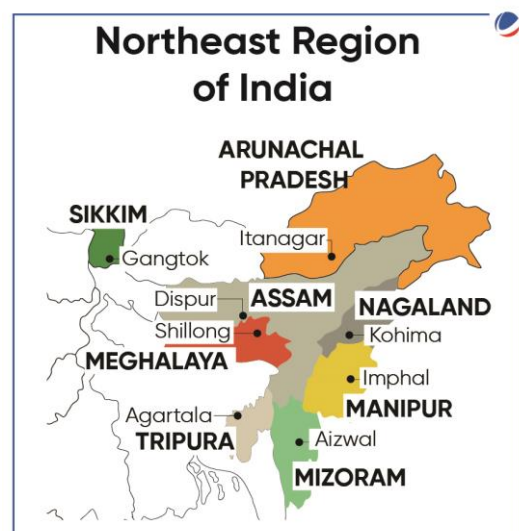 Northeast Region
of India
ARUNACHAL
PRADESH
SIKKIM
Itanagar
Gangtok
Dispur
ASSAM
NAGALAND
Shillong
Kohima
MEGHALAYA
Imphal
Agartala
MANIPUR
TRIPURA
Aizwal
MIZORAM